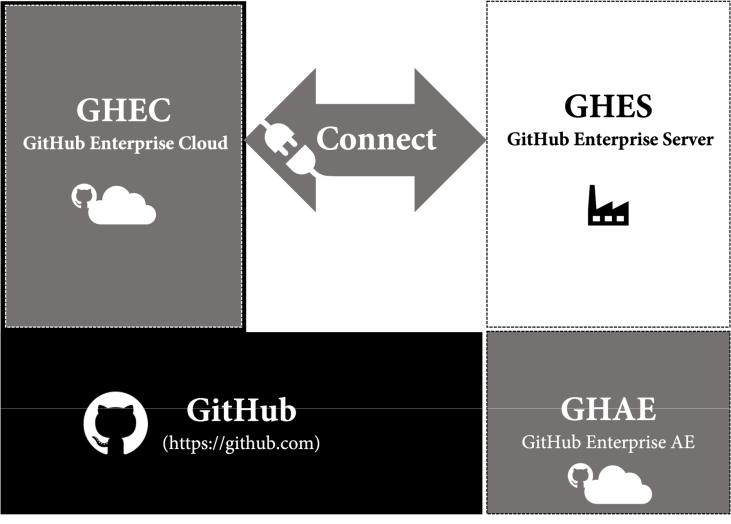 GHEC
GitHub Enterprise Cloud
Connect
GHES
GitHub Enterprise Server
GitHub
(https://github.com)
GHAE
GitHub Enterprise AE